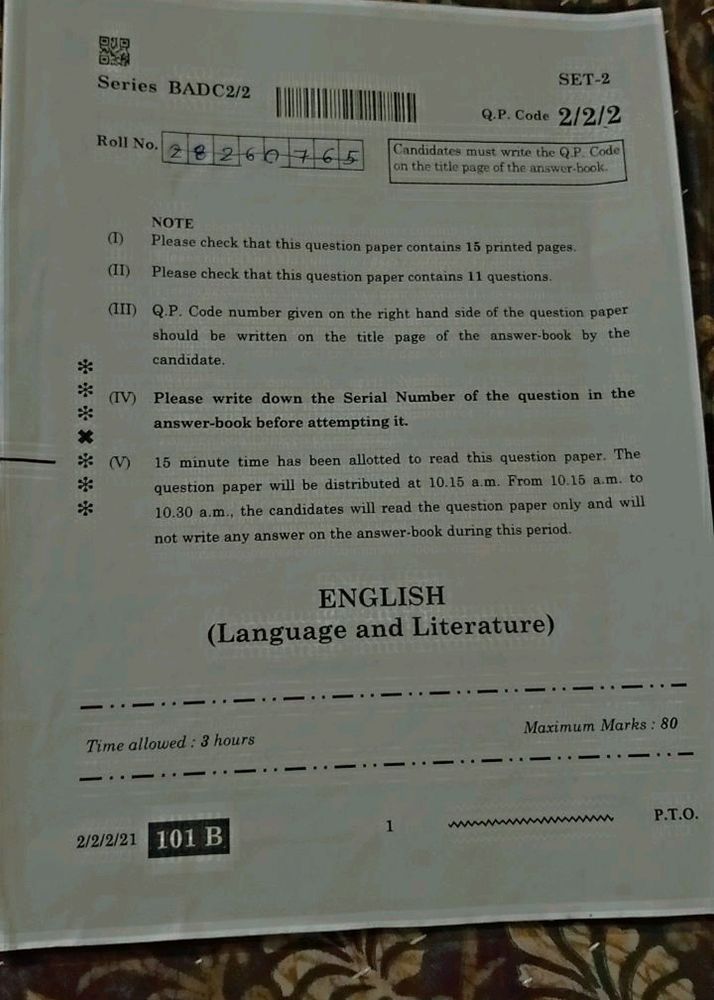 Series BADC2/2
SET-2
Q.P. Code 2/2/2
Roll No. 28260765
Candidates must write the Q.P. Code
on the title page of the answer-book.
NOTE
(I) Please check that this question paper contains 15 printed pages.
(II) Please check that this question paper contains 11 questions.
(III) Q.P. Code number given on the right hand side of the question paper
should be written on the title page of the answer-book by the
candidate.
(IV) Please write down the Serial Number of the question in the
answer-book before attempting it.
(V) 15 minute time has been allotted to read this question paper. The
question paper will be distributed at 10.15 a.m. From 10.15 a.m. to
10.30 a.m., the candidates will read the question paper only and will
not write any answer on the answer-book during this period.
ENGLISH
(Language and Literature)
Time allowed : 3 hours
Maximum Marks : 80
2/2/2/21 101 B
1
P.T.O.